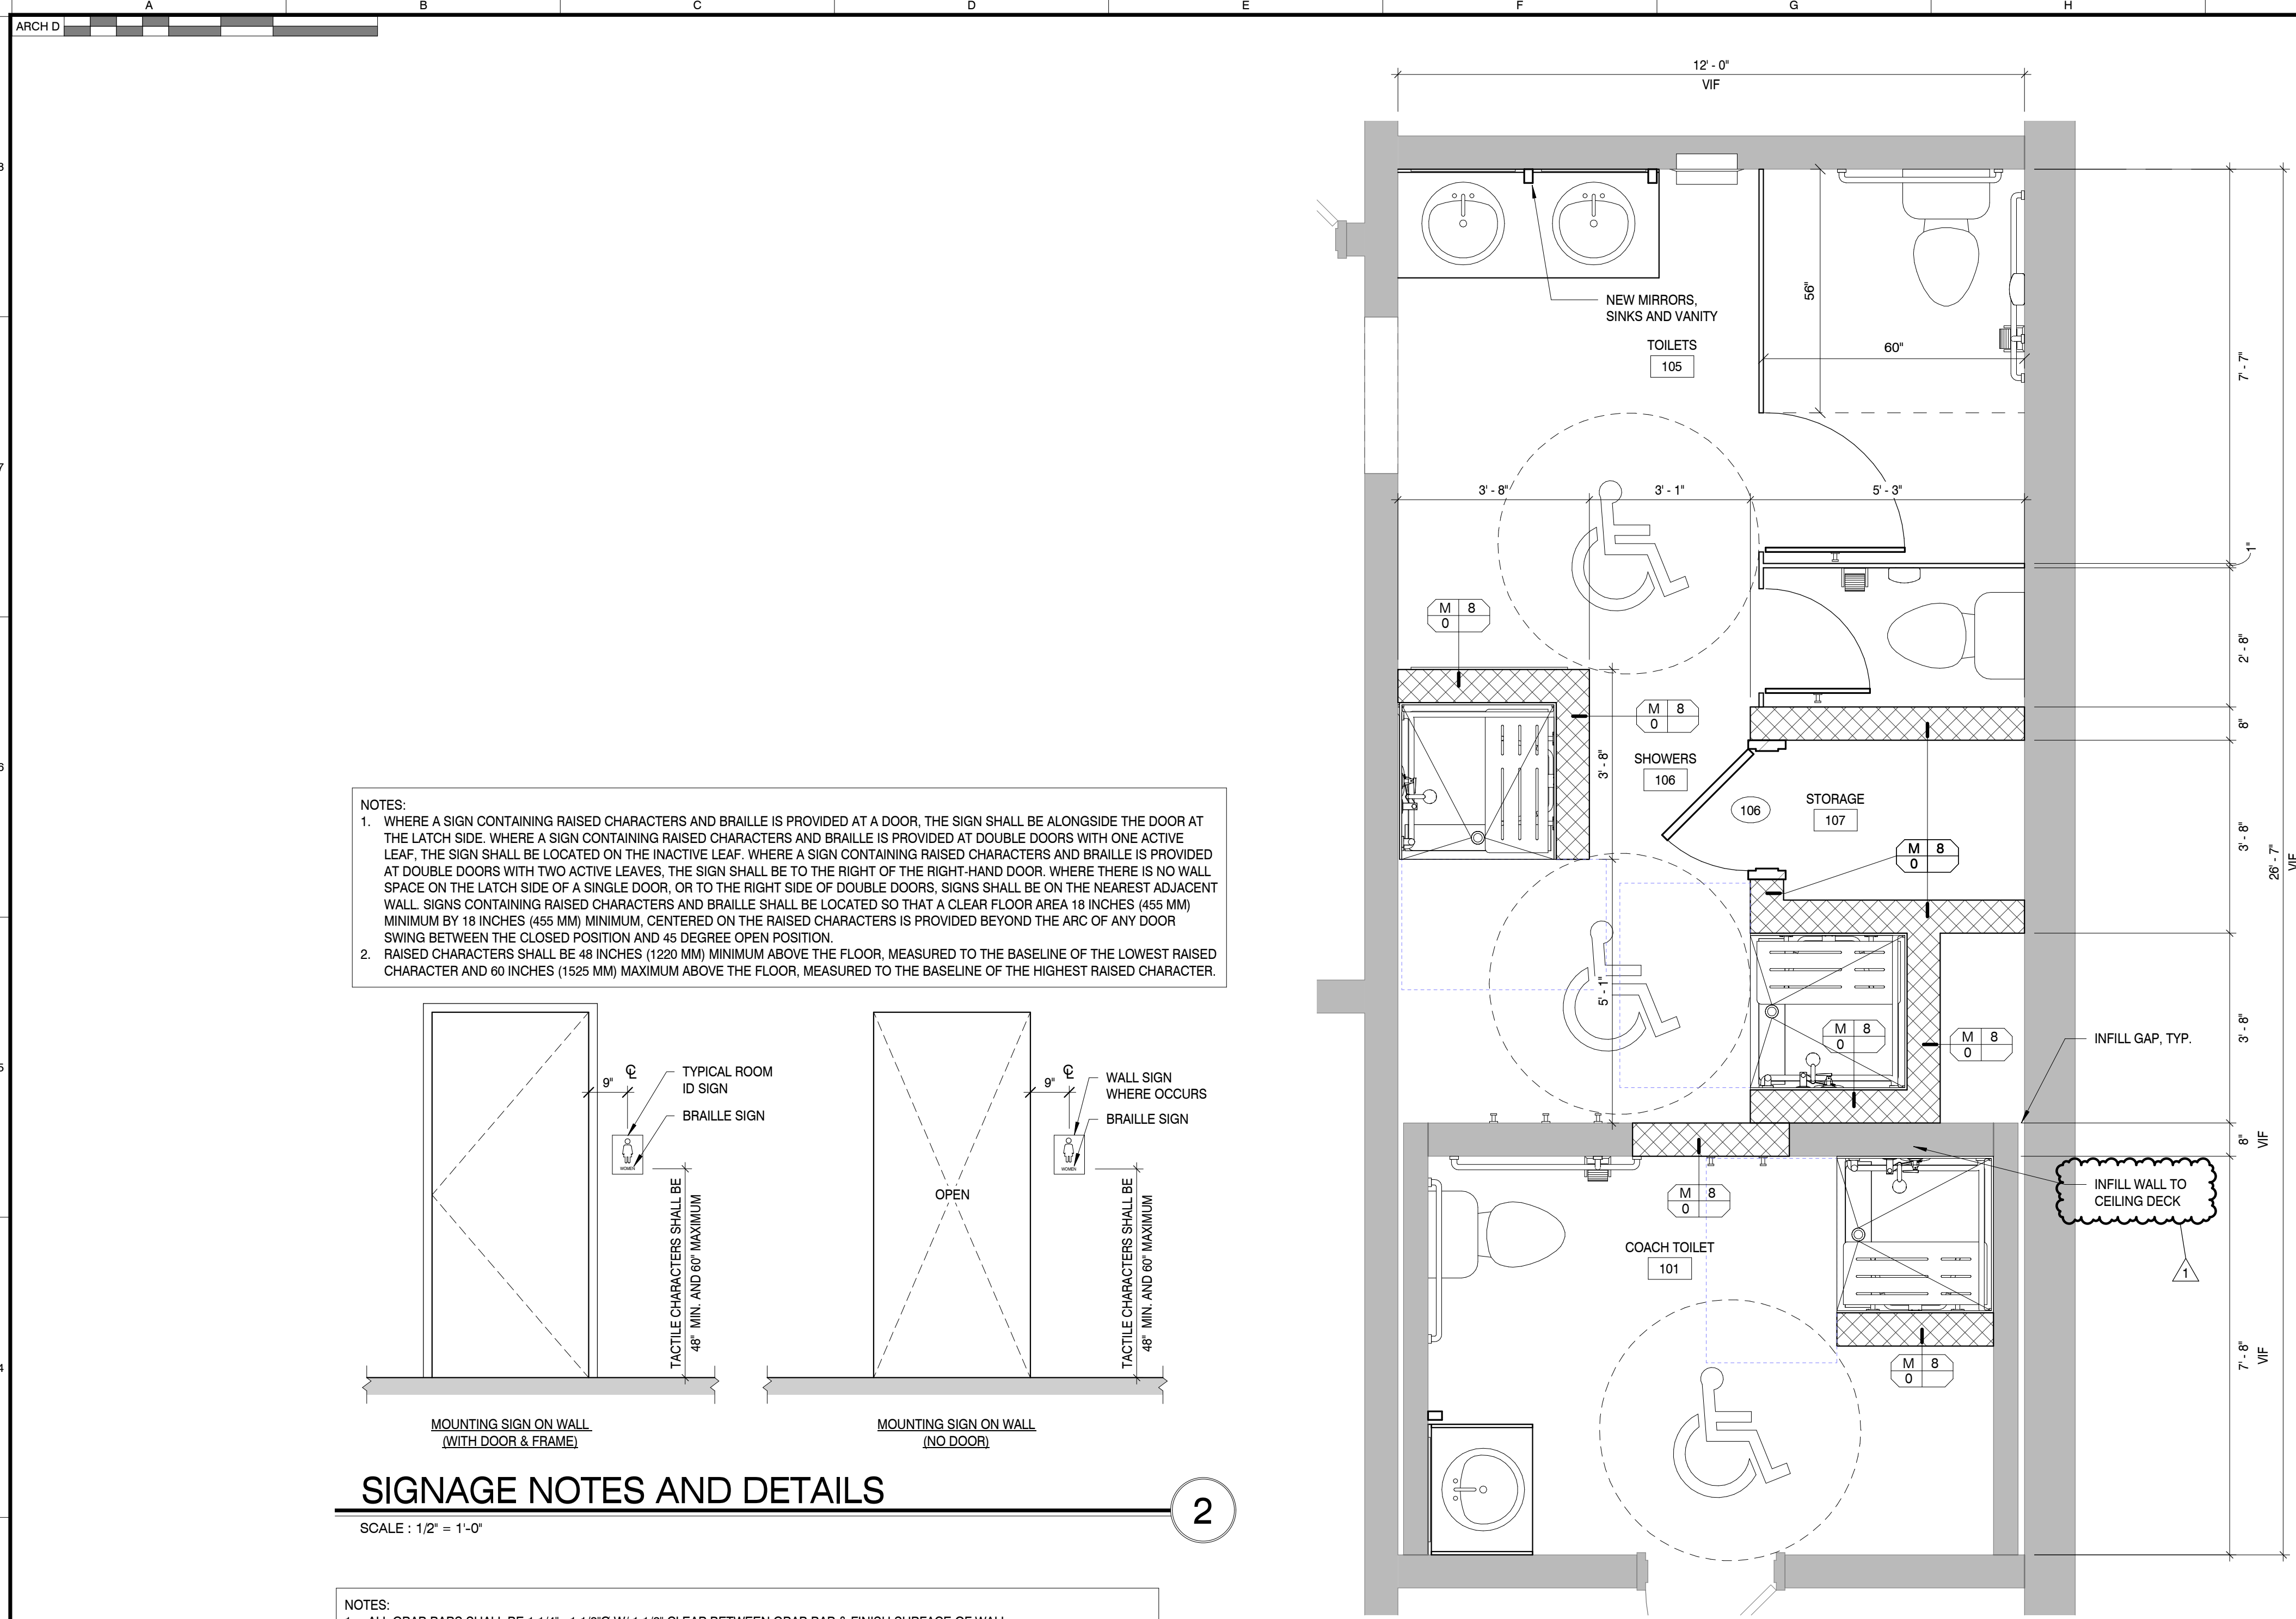 A B C D E F G H
ARCH D
8
7
6
5
4
NOTES:
1. WHERE A SIGN CONTAINING RAISED CHARACTERS AND BRAILLE IS PROVIDED AT A DOOR, THE SIGN SHALL BE ALONGSIDE THE DOOR AT
THE LATCH SIDE. WHERE A SIGN CONTAINING RAISED CHARACTERS AND BRAILLE IS PROVIDED AT DOUBLE DOORS WITH ONE ACTIVE
LEAF, THE SIGN SHALL BE LOCATED ON THE INACTIVE LEAF. WHERE A SIGN CONTAINING RAISED CHARACTERS AND BRAILLE IS PROVIDED
AT DOUBLE DOORS WITH TWO ACTIVE LEAVES, THE SIGN SHALL BE TO THE RIGHT OF THE RIGHT-HAND DOOR. WHERE THERE IS NO WALL
SPACE ON THE LATCH SIDE OF A SINGLE DOOR, OR TO THE RIGHT SIDE OF DOUBLE DOORS, SIGNS SHALL BE ON THE NEAREST ADJACENT
WALL. SIGNS CONTAINING RAISED CHARACTERS AND BRAILLE SHALL BE LOCATED SO THAT A CLEAR FLOOR AREA 18 INCHES (455 MM)
MINIMUM BY 18 INCHES (455 MM) MINIMUM, CENTERED ON THE RAISED CHARACTERS IS PROVIDED BEYOND THE ARC OF ANY DOOR
SWING BETWEEN THE CLOSED POSITION AND 45 DEGREE OPEN POSITION.
2. RAISED CHARACTERS SHALL BE 48 INCHES (1220 MM) MINIMUM ABOVE THE FLOOR, MEASURED TO THE BASELINE OF THE LOWEST RAISED
CHARACTER AND 60 INCHES (1525 MM) MAXIMUM ABOVE THE FLOOR, MEASURED TO THE BASELINE OF THE HIGHEST RAISED CHARACTER.
9"
℄
TYPICAL ROOM
ID SIGN
BRAILLE SIGN
WOMEN
TACTILE CHARACTERS SHALL BE
48" MIN. AND 60" MAXIMUM
MOUNTING SIGN ON WALL
(WITH DOOR & FRAME)
OPEN
9"
℄
WALL SIGN
WHERE OCCURS
BRAILLE SIGN
WOMEN
TACTILE CHARACTERS SHALL BE
48" MIN. AND 60" MAXIMUM
MOUNTING SIGN ON WALL
(NO DOOR)
SIGNAGE NOTES AND DETAILS
2
SCALE : 1/2" = 1'-0"
NOTES:
12' - 0"
VIF
NEW MIRRORS,
SINKS AND VANITY
TOILETS
105
56"
60"
7' - 7"
3' - 8"
3' - 1"
5' - 3"
1"
M 8
0
2' - 8"
M 8
0
8"
SHOWERS
106
3' - 8"
106
STORAGE
107
M 8
0
3' - 8"
26' - 7"
VIF
5' - 1"
M 8
0
M 8
0
3' - 8"
INFILL GAP, TYP.
8"
VIF
INFILL WALL TO
CEILING DECK
1
M 8
0
COACH TOILET
101
M 8
0
7' - 8"
VIF